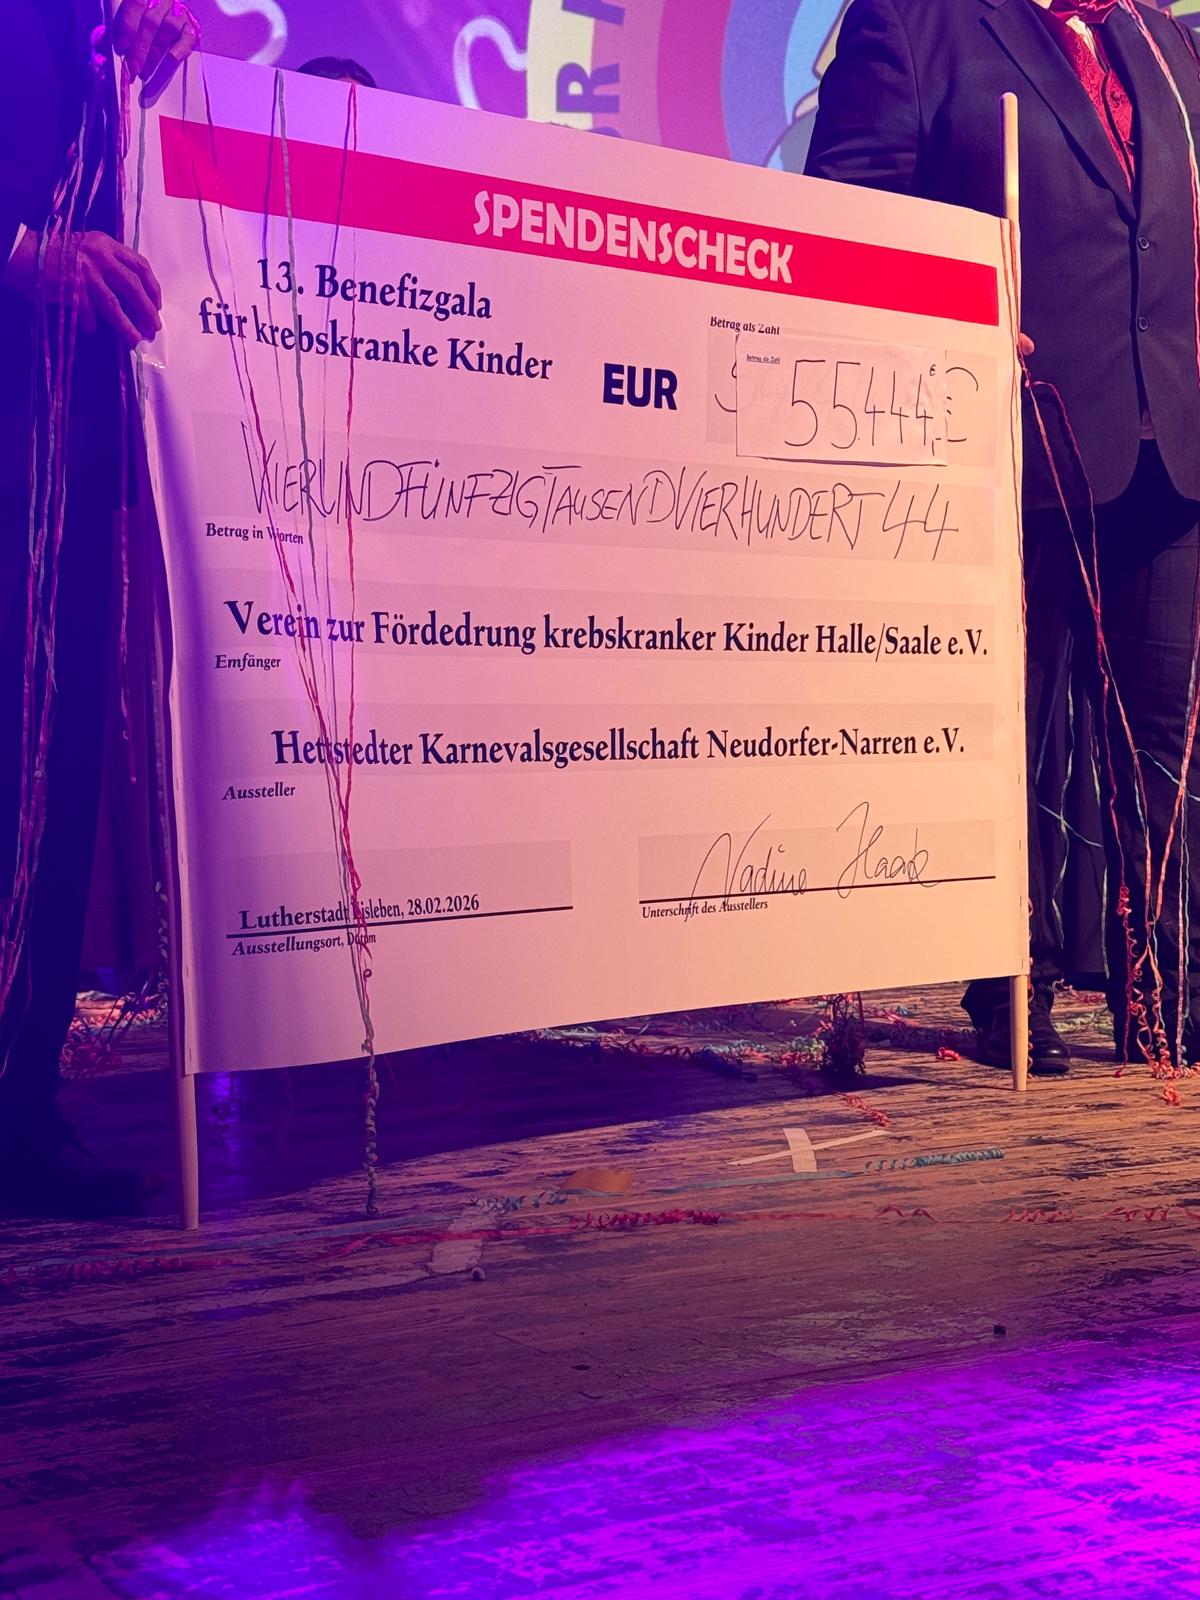 SPENDENSCHECK
13. Benefizgala
für krebskranke Kinder
EUR
Betrag als Zahl
Betrag als Zahl
55444,- €
VIERUNDFÜNFZIGTAUSENDVIERHUNDERT 44
Betrag in Worten
Verein zur Fördedrung krebskranker Kinder Halle/Saale e.V.
Emfänger
Hettstedter Karnevalsgesellschaft Neudorfer-Narren e.V.
Aussteller
Nadine Haak
Lutherstadt Eisleben, 28.02.2026
Unterschrift des Ausstellers
Ausstellungsort, Datum